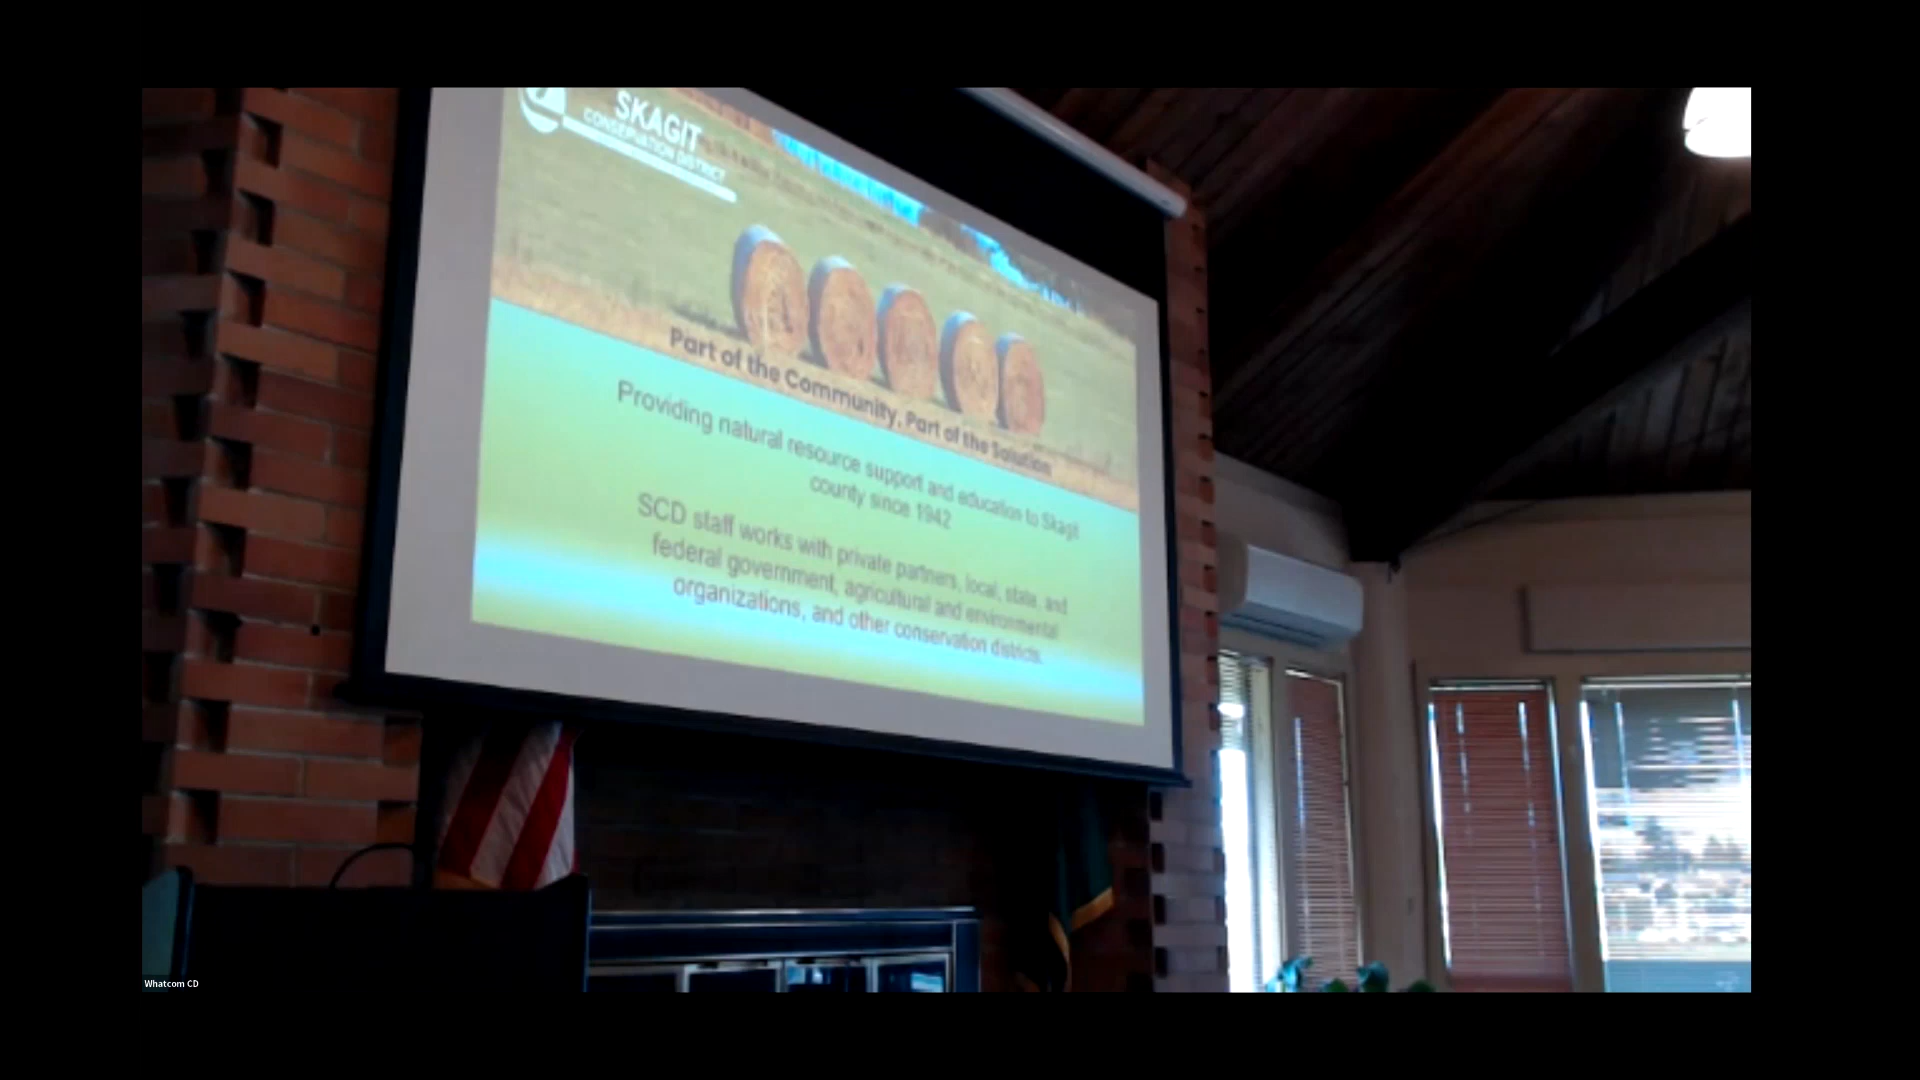 SKAGIT
CONSERVATION DISTRICT
Part of the Community, Part of the Solution
Providing natural resource support and education to Skagit
county since 1942
SCD staff works with private partners, local, state, and
federal government, agricultural and environmental
organizations, and other conservation districts.
Whatcom CD